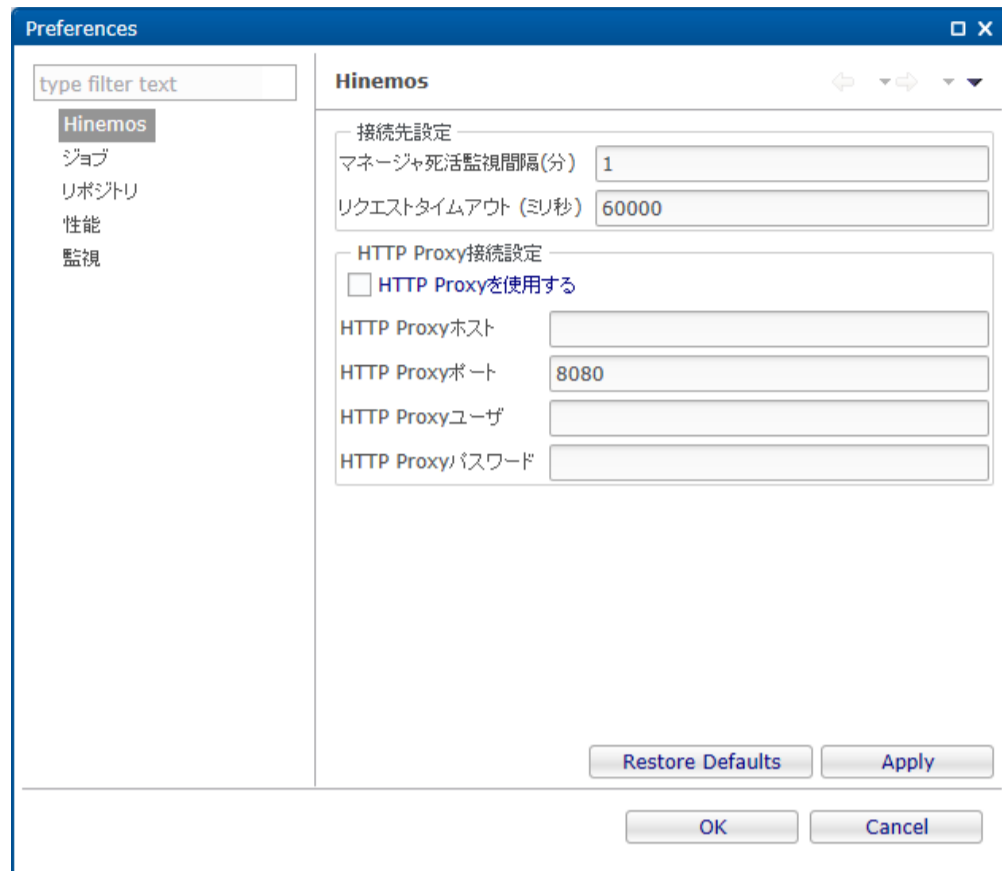 Preferences
type filter text
Hinemos
ジョブ
リポジトリ
性能
監視
Hinemos
接続先設定
マネージャ死活監視間隔(分) 1
リクエストタイムアウト (ミリ秒) 60000
HTTP Proxy接続設定
HTTP Proxyを使用する
HTTP Proxyホスト
HTTP Proxyポート 8080
HTTP Proxyユーザ
HTTP Proxyパスワード
Restore Defaults Apply
OK Cancel